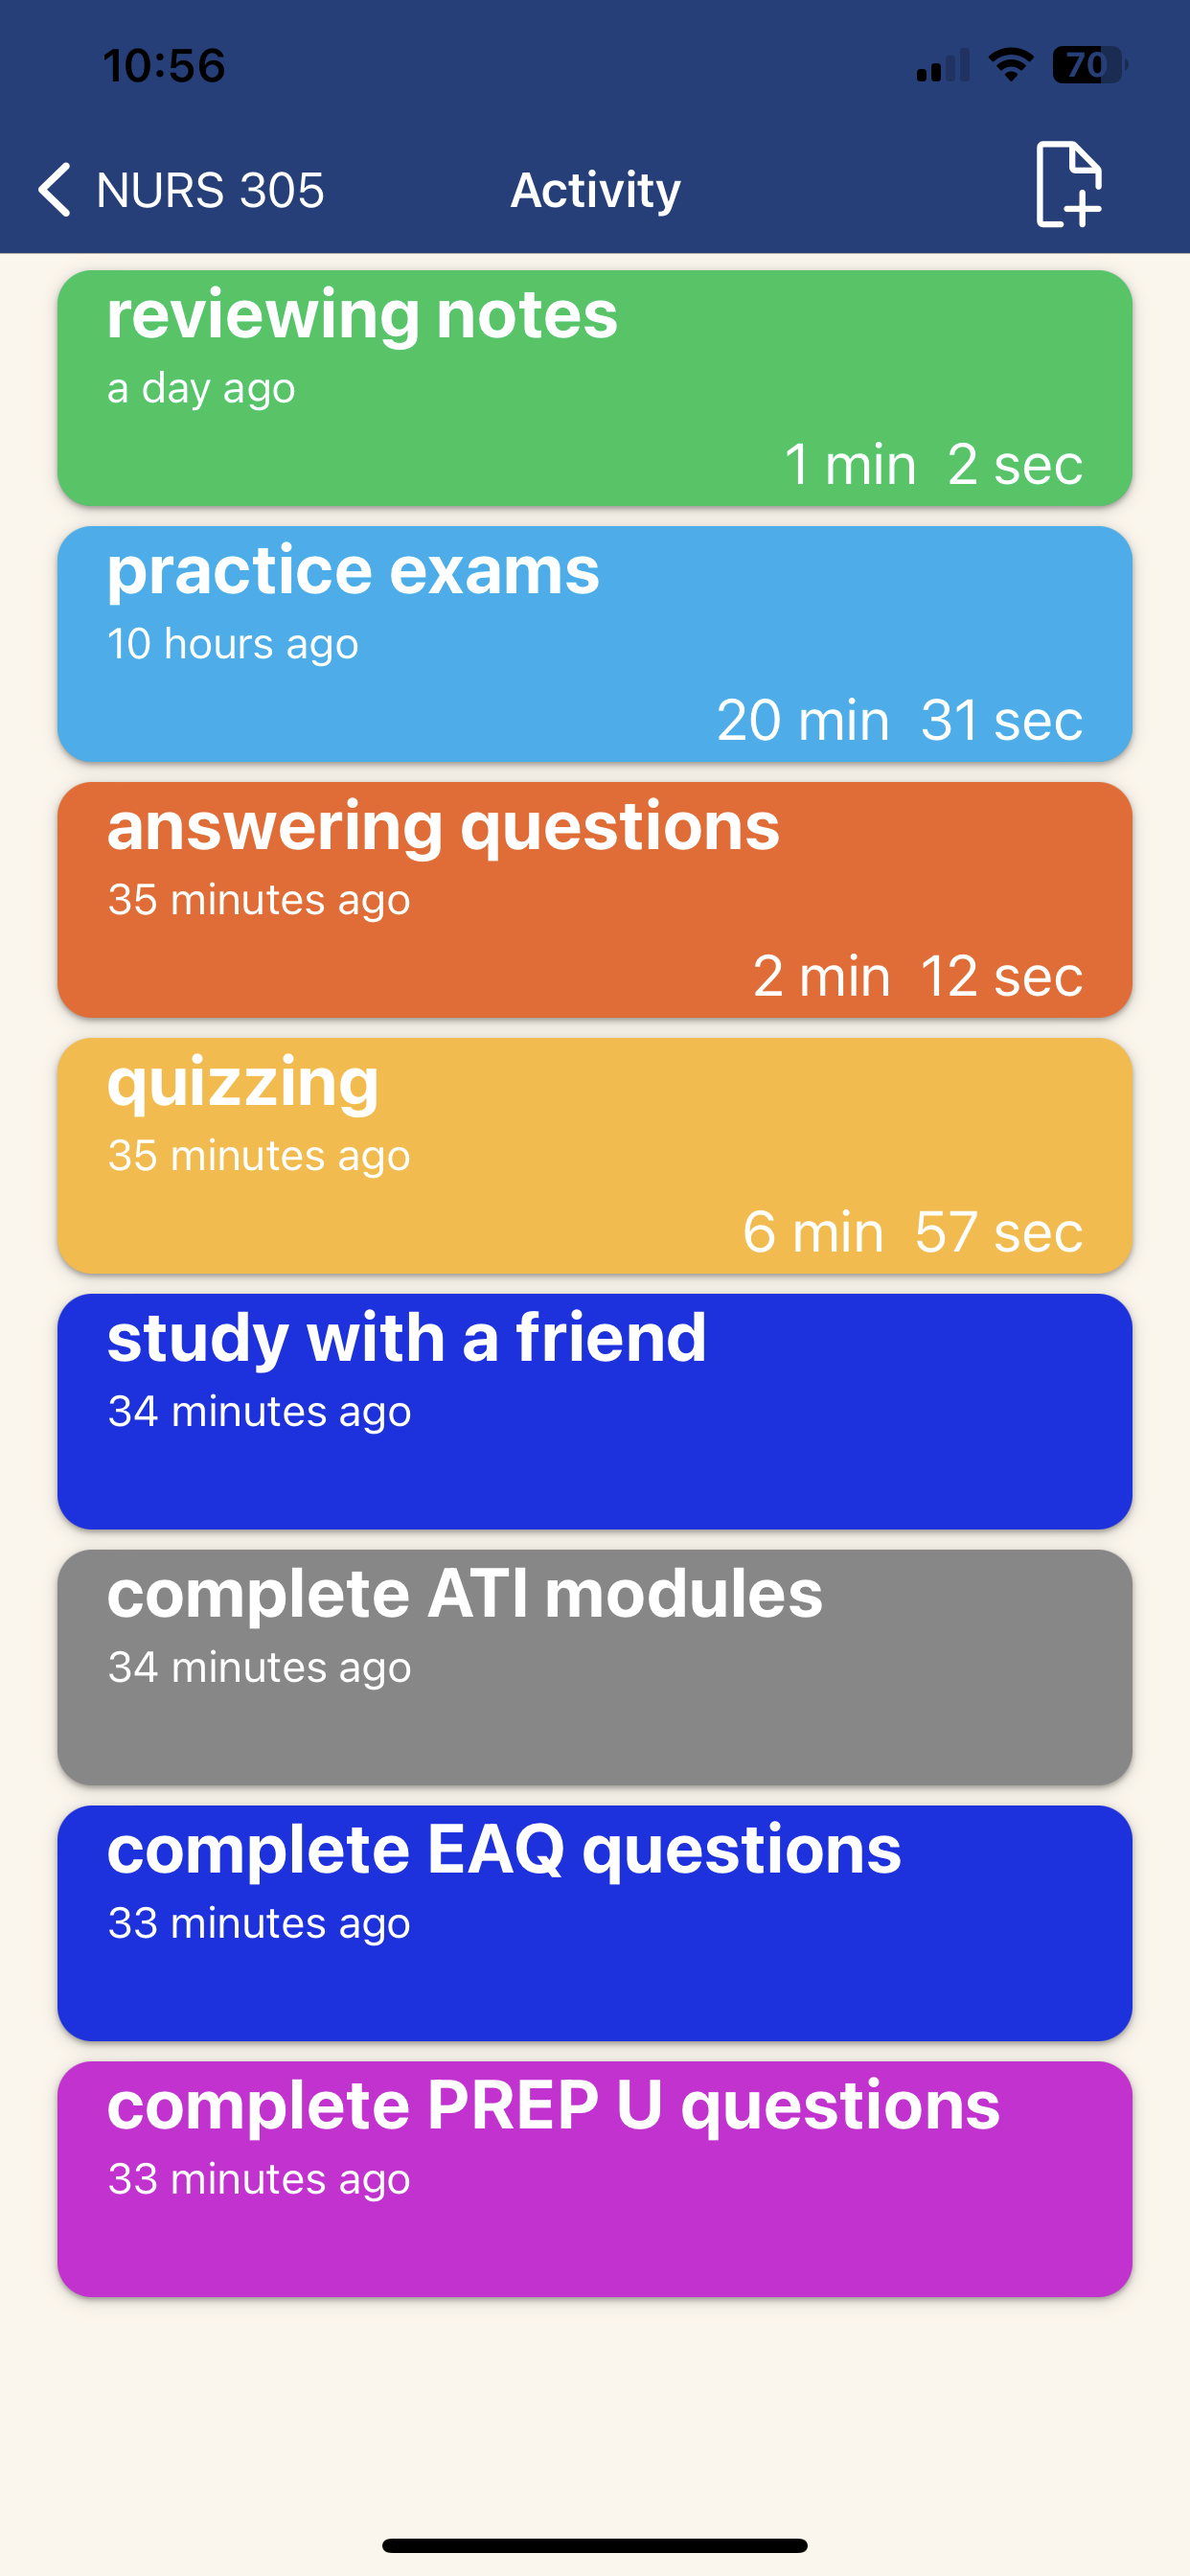 10:56
70
NURS 305
Activity
reviewing notes
a day ago
1 min 2 sec
practice exams
10 hours ago
20 min 31 sec
answering questions
35 minutes ago
2 min 12 sec
quizzing
35 minutes ago
6 min 57 sec
study with a friend
34 minutes ago
complete ATI modules
34 minutes ago
complete EAQ questions
33 minutes ago
complete PREP U questions
33 minutes ago